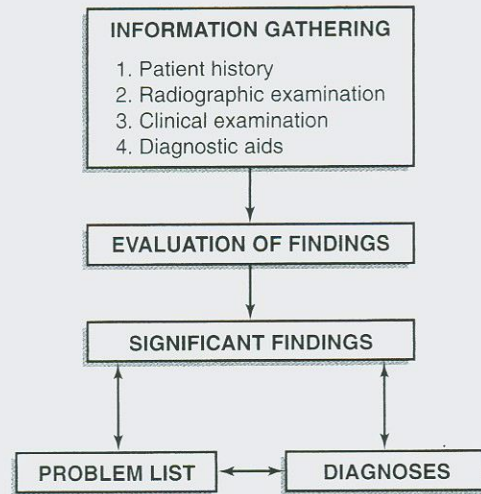 INFORMATION GATHERING
1. Patient history
2. Radiographic examination
3. Clinical examination
4. Diagnostic aids
EVALUATION OF FINDINGS
SIGNIFICANT FINDINGS
PROBLEM LIST
DIAGNOSES